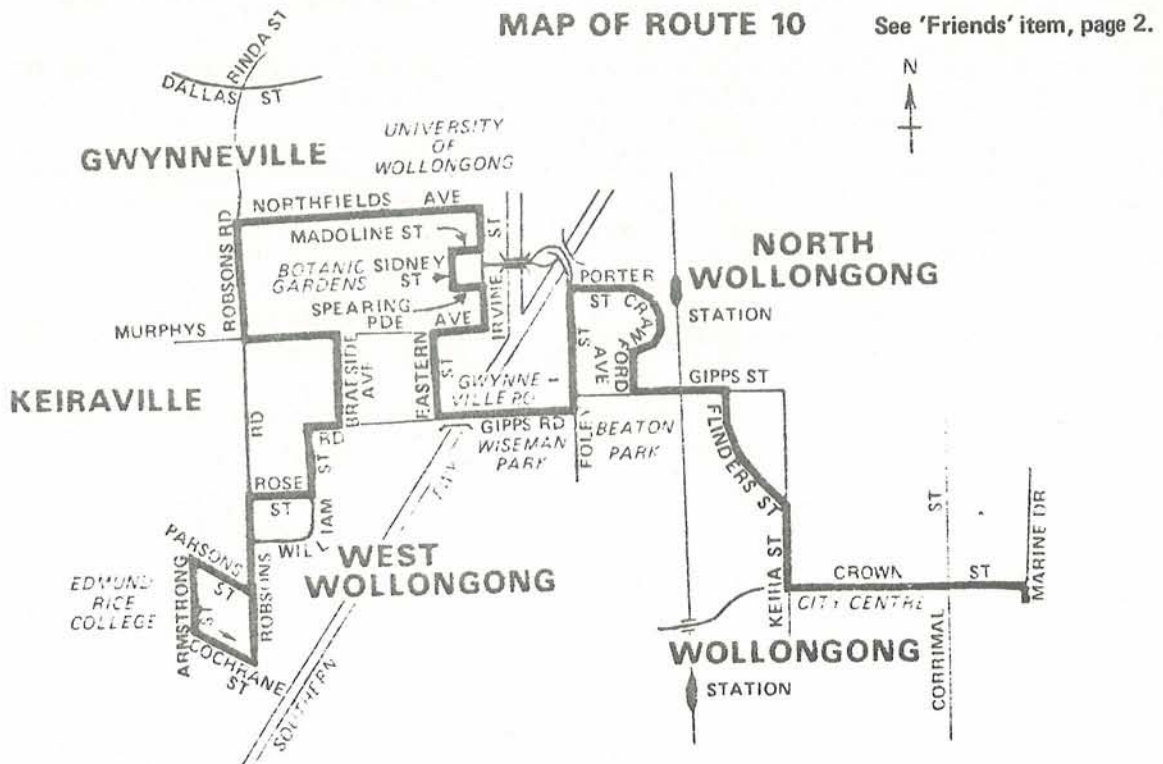 MAP OF ROUTE 10
See 'Friends' item, page 2.
N
RINDA ST
DALLAS ST
GWYNNEVILLE
UNIVERSITY
OF
WOLLONGONG
NORTHFIELDS AVE
ROBSONS RD
MADOLINE ST.
IRVINE ST
BOTANIC
GARDENS
SIDNEY
ST
SPEARING
PDE
AVE
MURPHYS
NORTH
WOLLONGONG
STATION
PORTER
ST
CRAWFORD
AVE
KEIRAVILLE
BRAESIDE
AVE
EASTERN
ST
GWYNNE-
VILLE P.O.
GIPPS ST
GIPPS RD
WISEMAN
PARK
FOLEY
ST
BEATON
PARK
FLINDERS ST
RD
RD
ROSE
ST
WILLIAM ST
WEST
WOLLONGONG
PARSONS
ST
EDMUND
RICE
COLLEGE
ARMSTRONG
ST
ROBSONS
COCHRANE
ST
SOUTHERN
KEIRA ST
CROWN ST
CITY CENTRE
MARINE DR
CORRIMAL
ST
WOLLONGONG
STATION